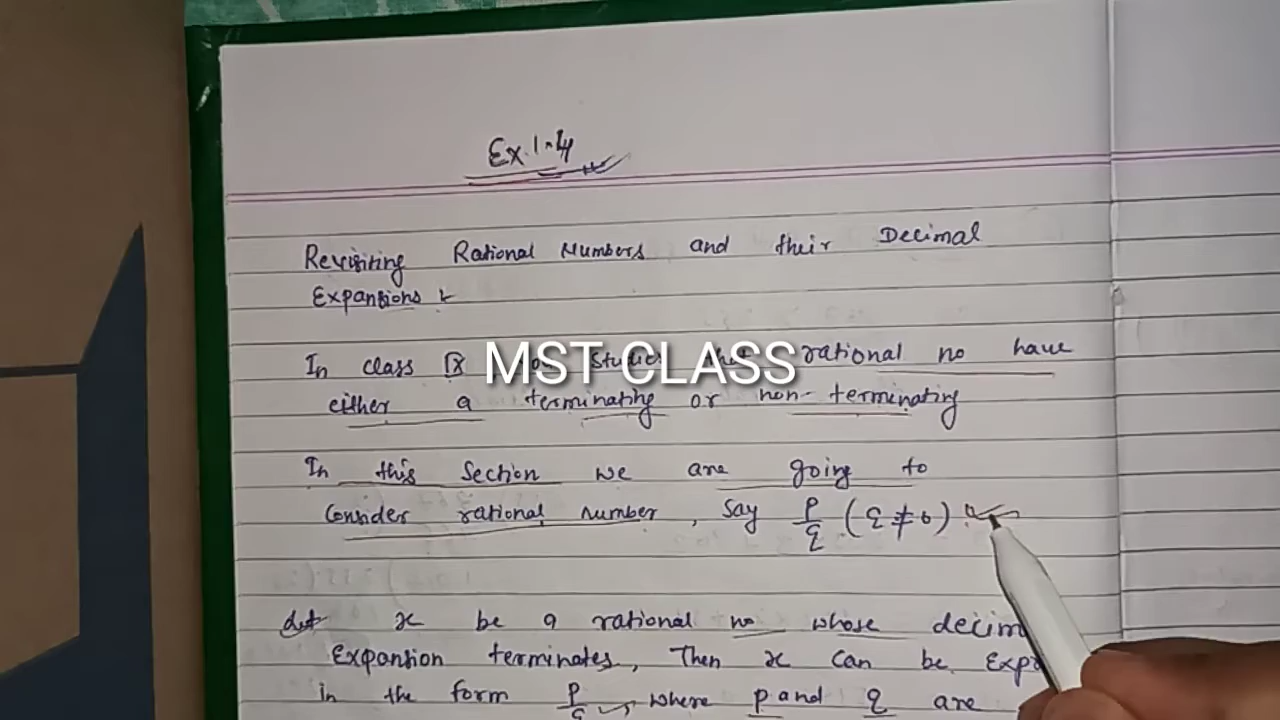 Ex. 1.4
Revisiting Rational Numbers and their Decimal
Expansions
In class IX studied that rational no have
either a terminating or non-terminating
MST CLASS
In this Section we are going to
Consider rational number, Say p/q (q ≠ 0)
Let x be a rational no whose decim
Expansion terminates, Then x can be Exp
in the form p/q where p and q are